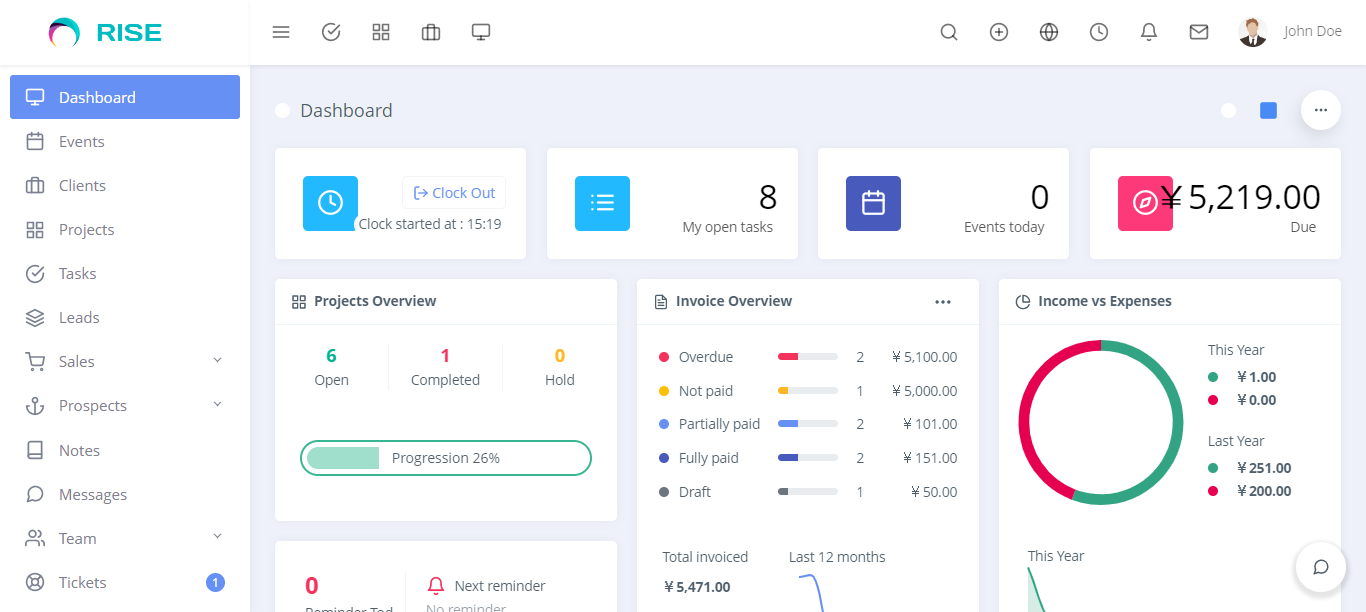 RISE
John Doe
Dashboard
Events
Clients
Projects
Tasks
Leads
Sales
Prospects
Notes
Messages
Team
Tickets 1
Dashboard
Clock Out
Clock started at : 15:19
8
My open tasks
0
Events today
¥ 5,219.00
Due
Projects Overview
6 1 0
Open Completed Hold
Progression 26%
0
Reminder Tod
Next reminder
No reminder
Invoice Overview
Overdue 2 ¥ 5,100.00
Not paid 1 ¥ 5,000.00
Partially paid 2 ¥ 101.00
Fully paid 2 ¥ 151.00
Draft 1 ¥ 50.00
Total invoiced Last 12 months
¥ 5,471.00
Income vs Expenses
This Year
¥ 1.00
¥ 0.00
Last Year
¥ 251.00
¥ 200.00
This Year